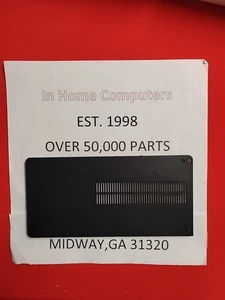 In Home Computers
EST. 1998
OVER 50,000 PARTS
MIDWAY,GA 31320